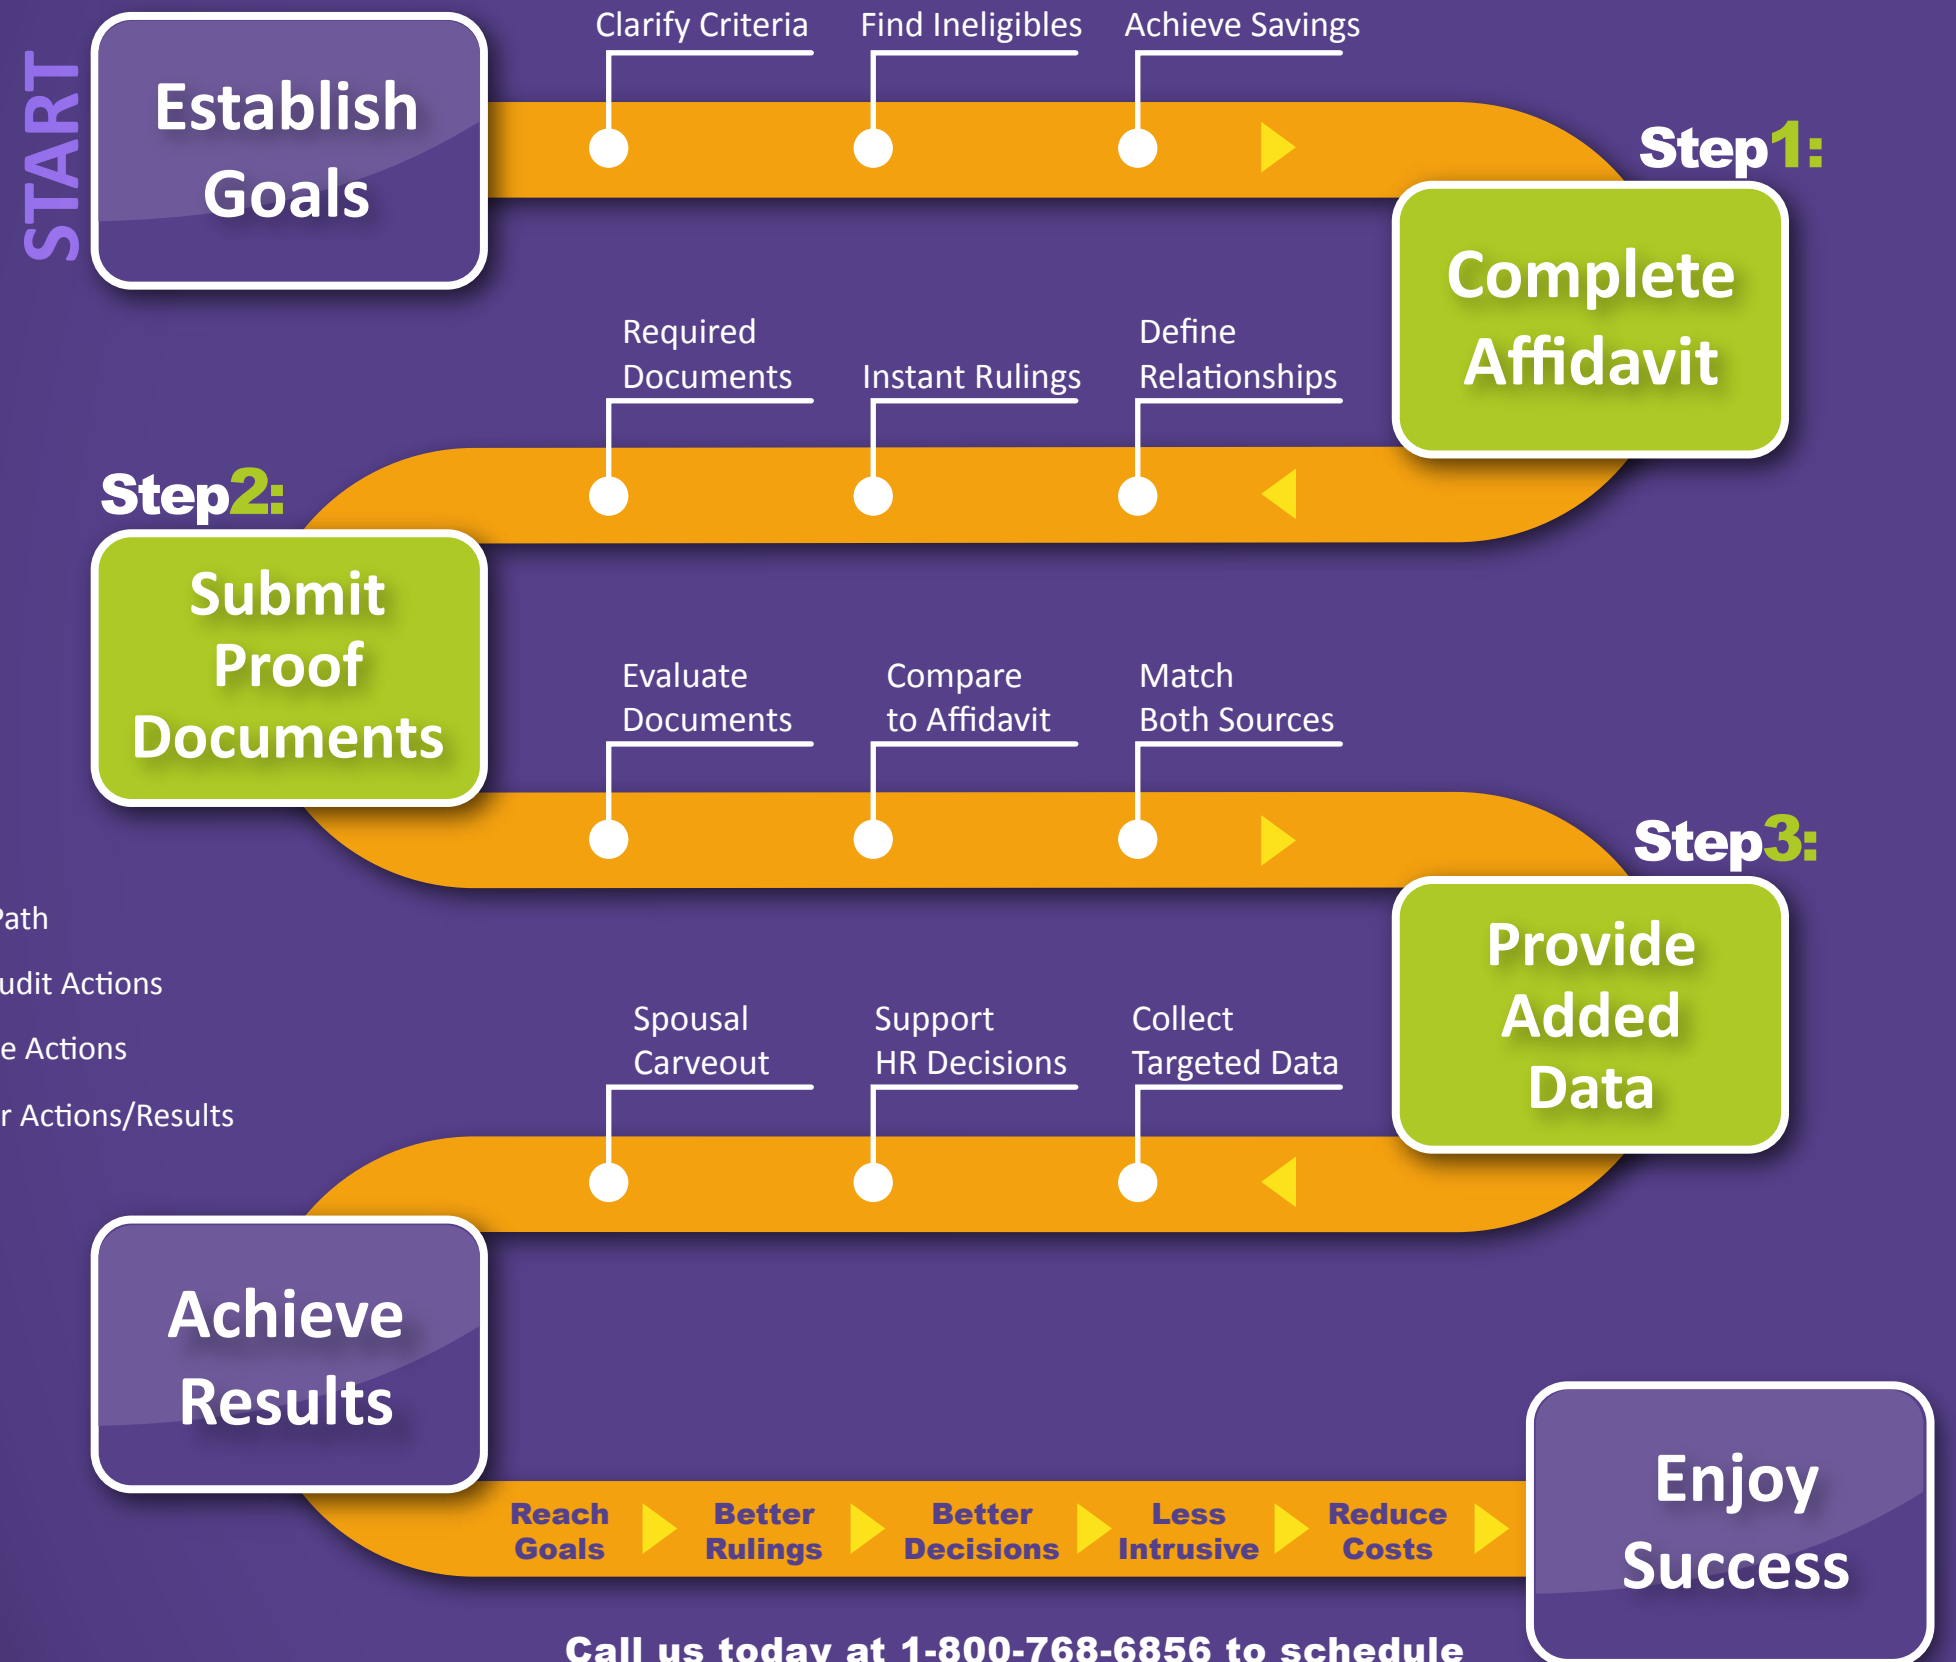 START
Establish
Goals
Clarify Criteria
Find Ineligibles
Achieve Savings
Step1:
Complete
Affidavit
Define
Relationships
Instant Rulings
Required
Documents
Step2:
Submit
Proof
Documents
Evaluate
Documents
Compare
to Affidavit
Match
Both Sources
Step3:
Provide
Added
Data
Path
Actions
Actions
Actions/Results
Collect
Targeted Data
Support
HR Decisions
Spousal
Carveout
Achieve
Results
Reach
Goals
Better
Rulings
Better
Decisions
Less
Intrusive
Reduce
Costs
Enjoy
Success
Call us today at 1-800-768-6856 to schedule